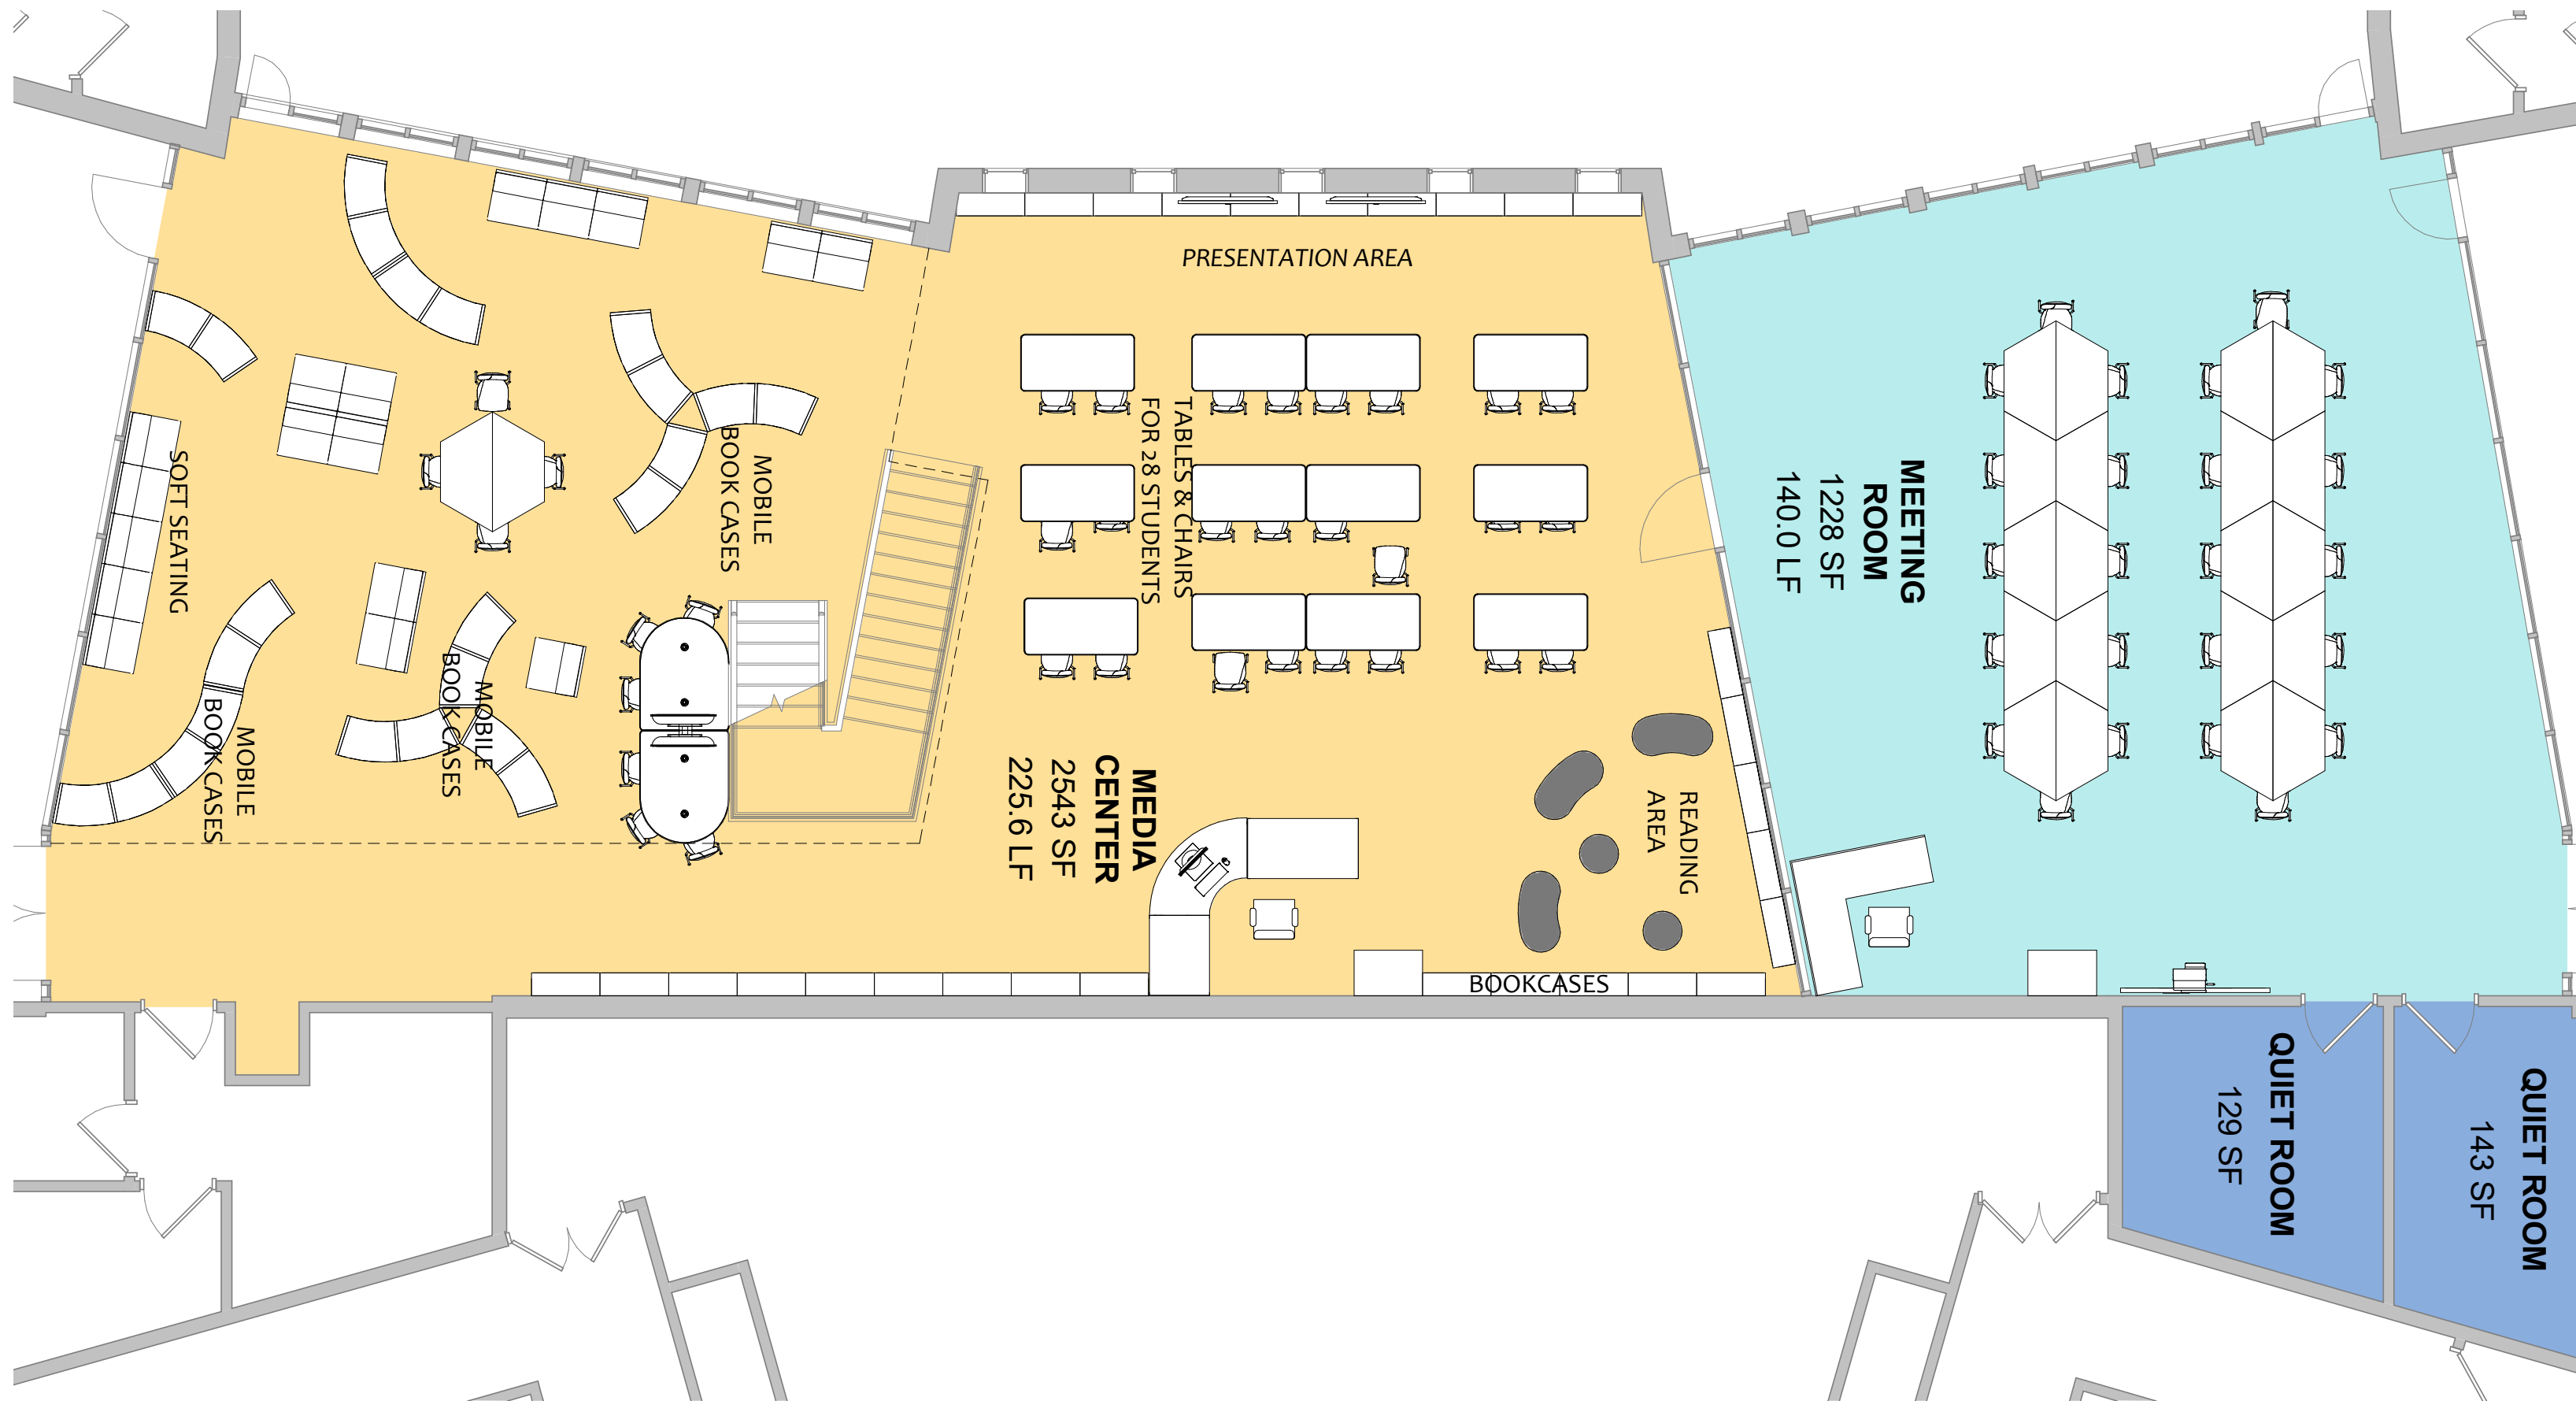 PRESENTATION AREA
TABLES & CHAIRS
FOR 28 STUDENTS
SOFT SEATING
MOBILE
BOOK CASES
MOBILE
BOOK CASES
MOBILE
BOOK CASES
MEDIA
CENTER
2543 SF
225.6 LF
READING
AREA
BOOKCASES
MEETING
ROOM
1228 SF
140.0 LF
QUIET ROOM
129 SF
QUIET ROOM
143 SF